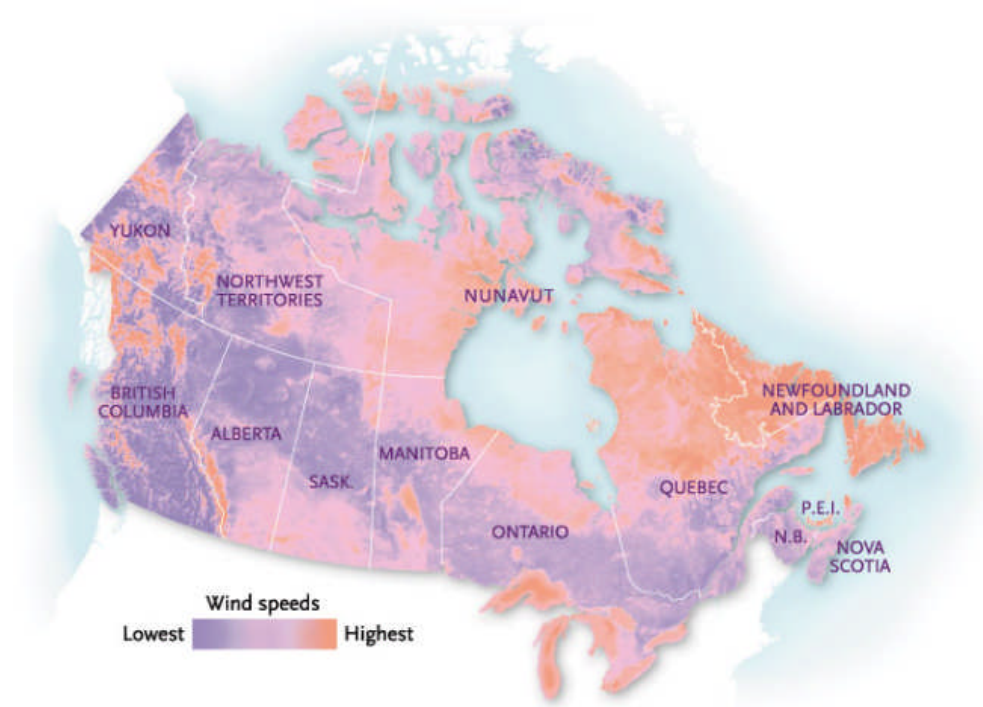 YUKON
NORTHWEST
TERRITORIES
NUNAVUT
BRITISH
COLUMBIA
ALBERTA
SASK.
MANITOBA
ONTARIO
QUEBEC
NEWFOUNDLAND
AND LABRADOR
P.E.I.
N.B.
NOVA
SCOTIA
Wind speeds
Lowest
Highest